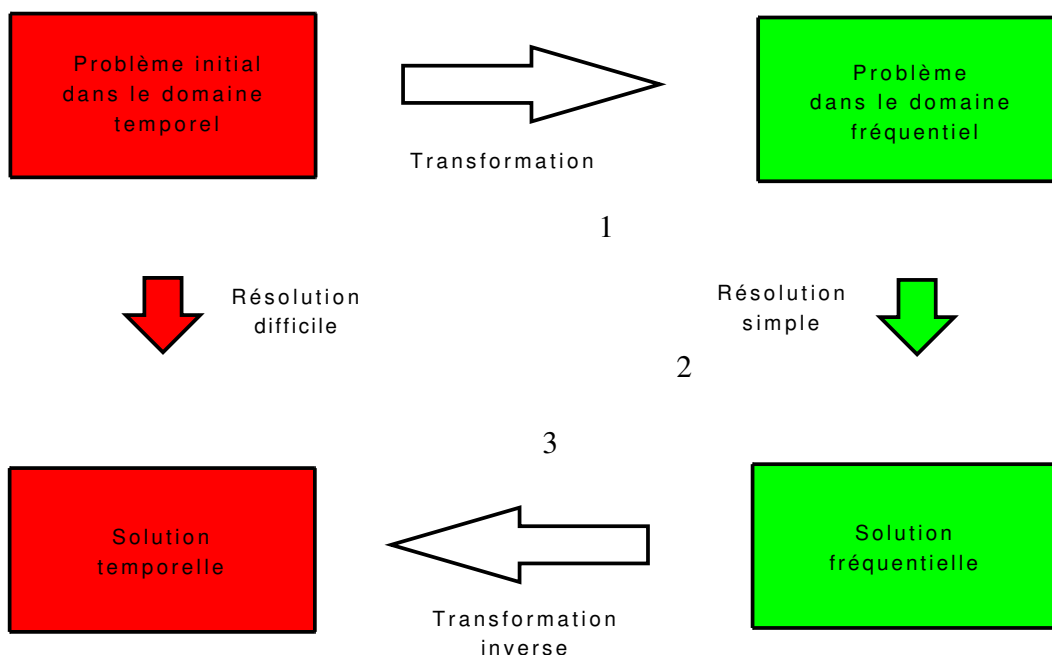 Problème initial
dans le domaine
temporel
Transformation
Problème
dans le domaine
fréquentiel
1
Résolution
difficile
Résolution
simple
2
3
Solution
temporelle
Transformation
inverse
Solution
fréquentielle